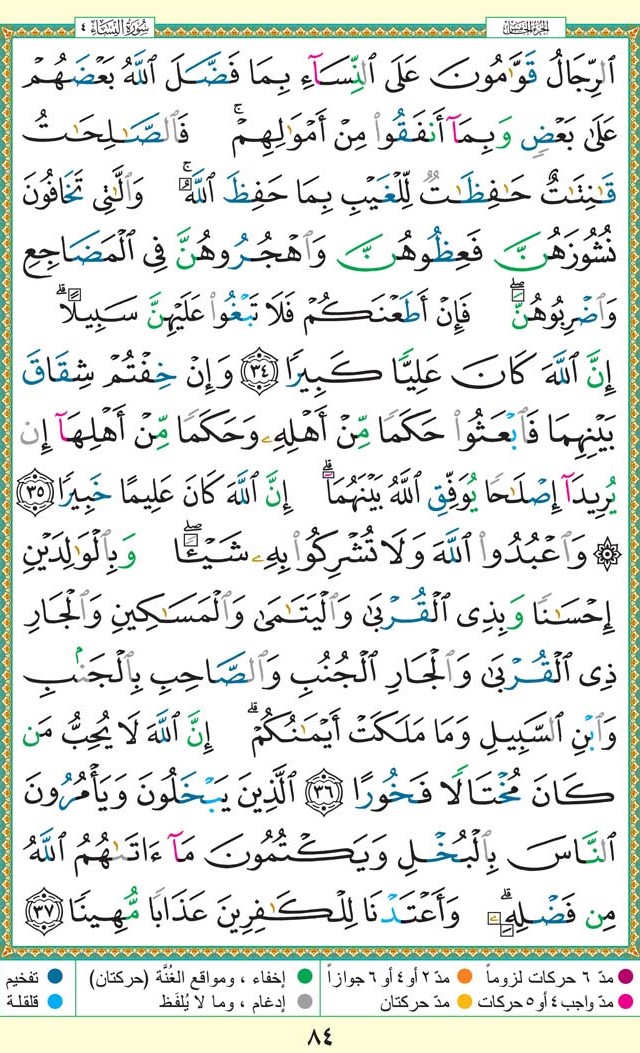 سُورَةُ النِّسَاءِ ٤
الجُزْءُ الخَامِسُ
ٱلرِّجَالُ قَوَّٰمُونَ عَلَى ٱلنِّسَآءِ بِمَا فَضَّلَ ٱللَّهُ بَعْضَهُمْ
عَلَىٰ بَعْضٍ وَبِمَآ أَنفَقُوا۟ مِنْ أَمْوَٰلِهِمْ ۚ فَٱلصَّٰلِحَٰتُ
قَٰنِتَٰتٌ حَٰفِظَٰتٌ لِّلْغَيْبِ بِمَا حَفِظَ ٱللَّهُ ۚ وَٱلَّٰتِى تَخَافُونَ
نُشُوزَهُنَّ فَعِظُوهُنَّ وَٱهْجُرُوهُنَّ فِى ٱلْمَضَاجِعِ
وَٱضْرِبُوهُنَّ ۖ فَإِنْ أَطَعْنَكُمْ فَلَا تَبْغُوا۟ عَلَيْهِنَّ سَبِيلًا ۗ
إِنَّ ٱللَّهَ كَانَ عَلِيًّا كَبِيرًا ٣٤ وَإِنْ خِفْتُمْ شِقَاقَ
بَيْنِهِمَا فَٱبْعَثُوا۟ حَكَمًا مِّنْ أَهْلِهِۦ وَحَكَمًا مِّنْ أَهْلِهَآ إِن
يُرِيدَآ إِصْلَٰحًا يُوَفِّقِ ٱللَّهُ بَيْنَهُمَآ ۗ إِنَّ ٱللَّهَ كَانَ عَلِيمًا خَبِيرًا ٣٥
۞ وَٱعْبُدُوا۟ ٱللَّهَ وَلَا تُشْرِكُوا۟ بِهِۦ شَيْـًٔا ۖ وَبِٱلْوَٰلِدَيْنِ
إِحْسَٰنًا وَبِذِى ٱلْقُرْبَىٰ وَٱلْيَتَٰمَىٰ وَٱلْمَسَٰكِينِ وَٱلْجَارِ
ذِى ٱلْقُرْبَىٰ وَٱلْجَارِ ٱلْجُنُبِ وَٱلصَّاحِبِ بِٱلْجَنۢبِ
وَٱبْنِ ٱلسَّبِيلِ وَمَا مَلَكَتْ أَيْمَٰنُكُمْ ۗ إِنَّ ٱللَّهَ لَا يُحِبُّ مَن
كَانَ مُخْتَالًا فَخُورًا ٣٦ ٱلَّذِينَ يَبْخَلُونَ وَيَأْمُرُونَ
ٱلنَّاسَ بِٱلْبُخْلِ وَيَكْتُمُونَ مَآ ءَاتَىٰهُمُ ٱللَّهُ
مِن فَضْلِهِۦ ۗ وَأَعْتَدْنَا لِلْكَٰفِرِينَ عَذَابًا مُّهِينًا ٣٧
مدّ ٦ حركات لزوماً مدّ ٢ أو ٤ أو ٦ جوازاً إخفاء ، ومواقع الغُنَّة (حركتان) تفخيم
مدّ واجب ٤ أو ٥ حركات مدّ حركتان إدغام ، وما لا يُلفَظ قلقلة
٨٤